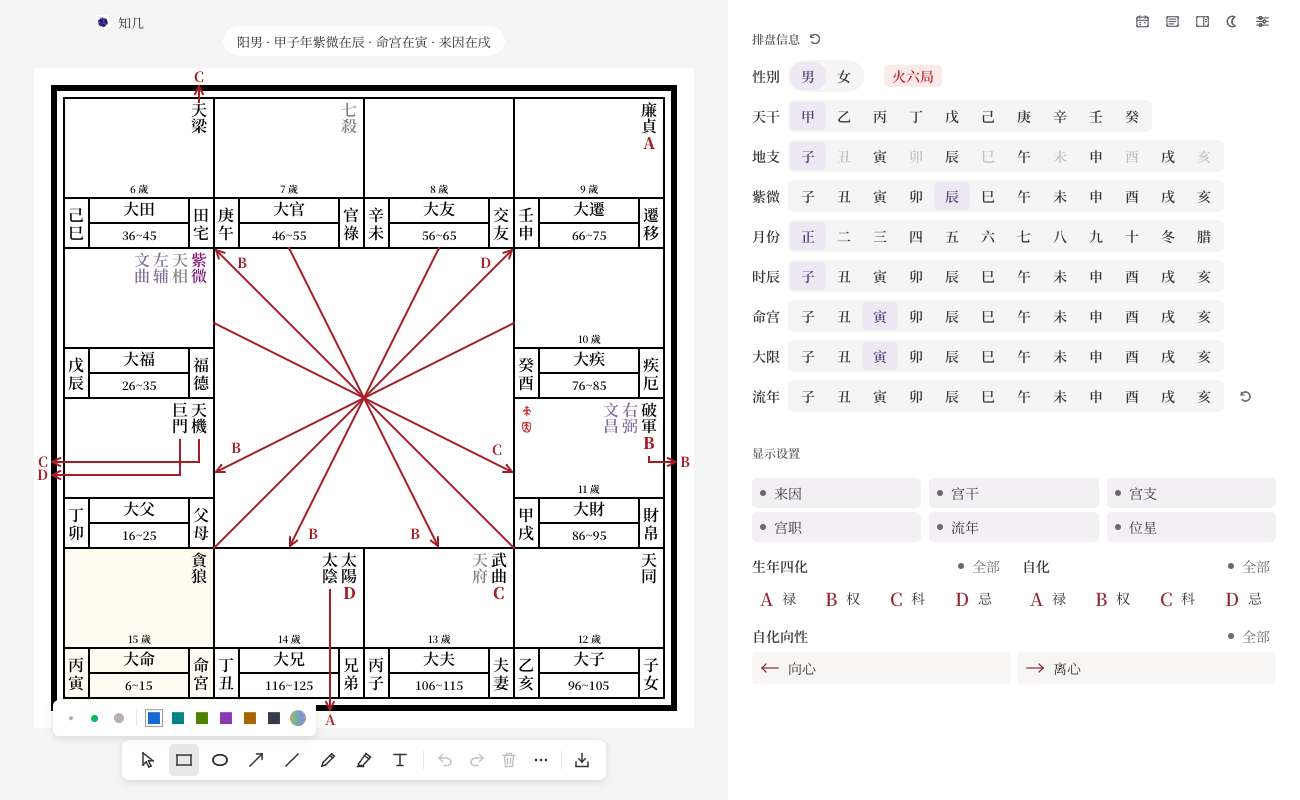 知几
阳男 · 甲子年紫微在辰 · 命宫在寅 · 来因在戌
C
天梁
6 歲
己巳
大田
36~45
田宅
七殺
7 歲
庚午
大官
46~55
官祿
8 歲
辛未
大友
56~65
交友
廉貞
A
9 歲
壬申
大遷
66~75
遷移
紫微
天相
左辅
文曲
戊辰
大福
26~35
福德
B
D
10 歲
癸酉
大疾
76~85
疾厄
天機
巨門
C
D
丁卯
大父
16~25
父母
B
C
B
B
破軍
B
右弼
文昌
B
11 歲
甲戌
大財
86~95
財帛
貪狼
15 歲
丙寅
大命
6~15
命宮
太陽
D
太陰
14 歲
丁丑
大兄
116~125
兄弟
A
武曲
C
天府
13 歲
丙子
大夫
106~115
夫妻
天同
12 歲
乙亥
大子
96~105
子女
排盘信息
性别 男 女 火六局
天干 甲 乙 丙 丁 戊 己 庚 辛 壬 癸
地支 子 丑 寅 卯 辰 巳 午 未 申 酉 戌 亥
紫微 子 丑 寅 卯 辰 巳 午 未 申 酉 戌 亥
月份 正 二 三 四 五 六 七 八 九 十 冬 腊
时辰 子 丑 寅 卯 辰 巳 午 未 申 酉 戌 亥
命宫 子 丑 寅 卯 辰 巳 午 未 申 酉 戌 亥
大限 子 丑 寅 卯 辰 巳 午 未 申 酉 戌 亥
流年 子 丑 寅 卯 辰 巳 午 未 申 酉 戌 亥
显示设置
来因 宫干 宫支
宫职 流年 位星
生年四化 全部 自化 全部
A 禄 B 权 C 科 D 忌 A 禄 B 权 C 科 D 忌
自化向性 全部
向心 离心